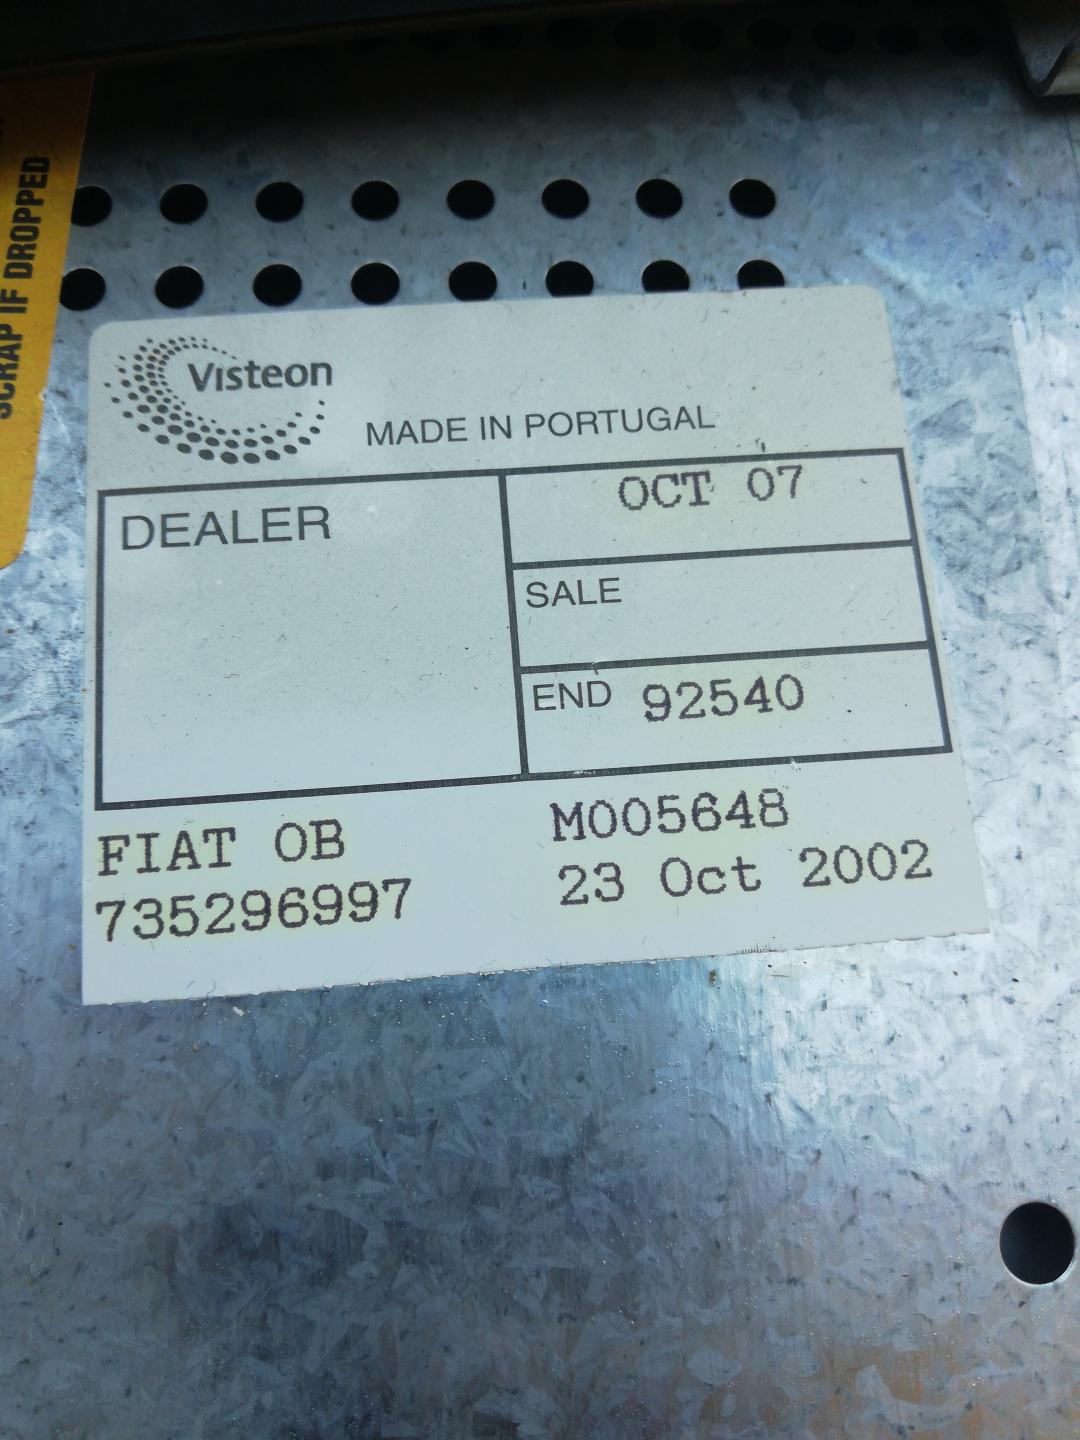 SCRAP IF DROPPED
Visteon
MADE IN PORTUGAL
DEALER
OCT 07
SALE
END 92540
FIAT OB
M005648
735296997
23 Oct 2002